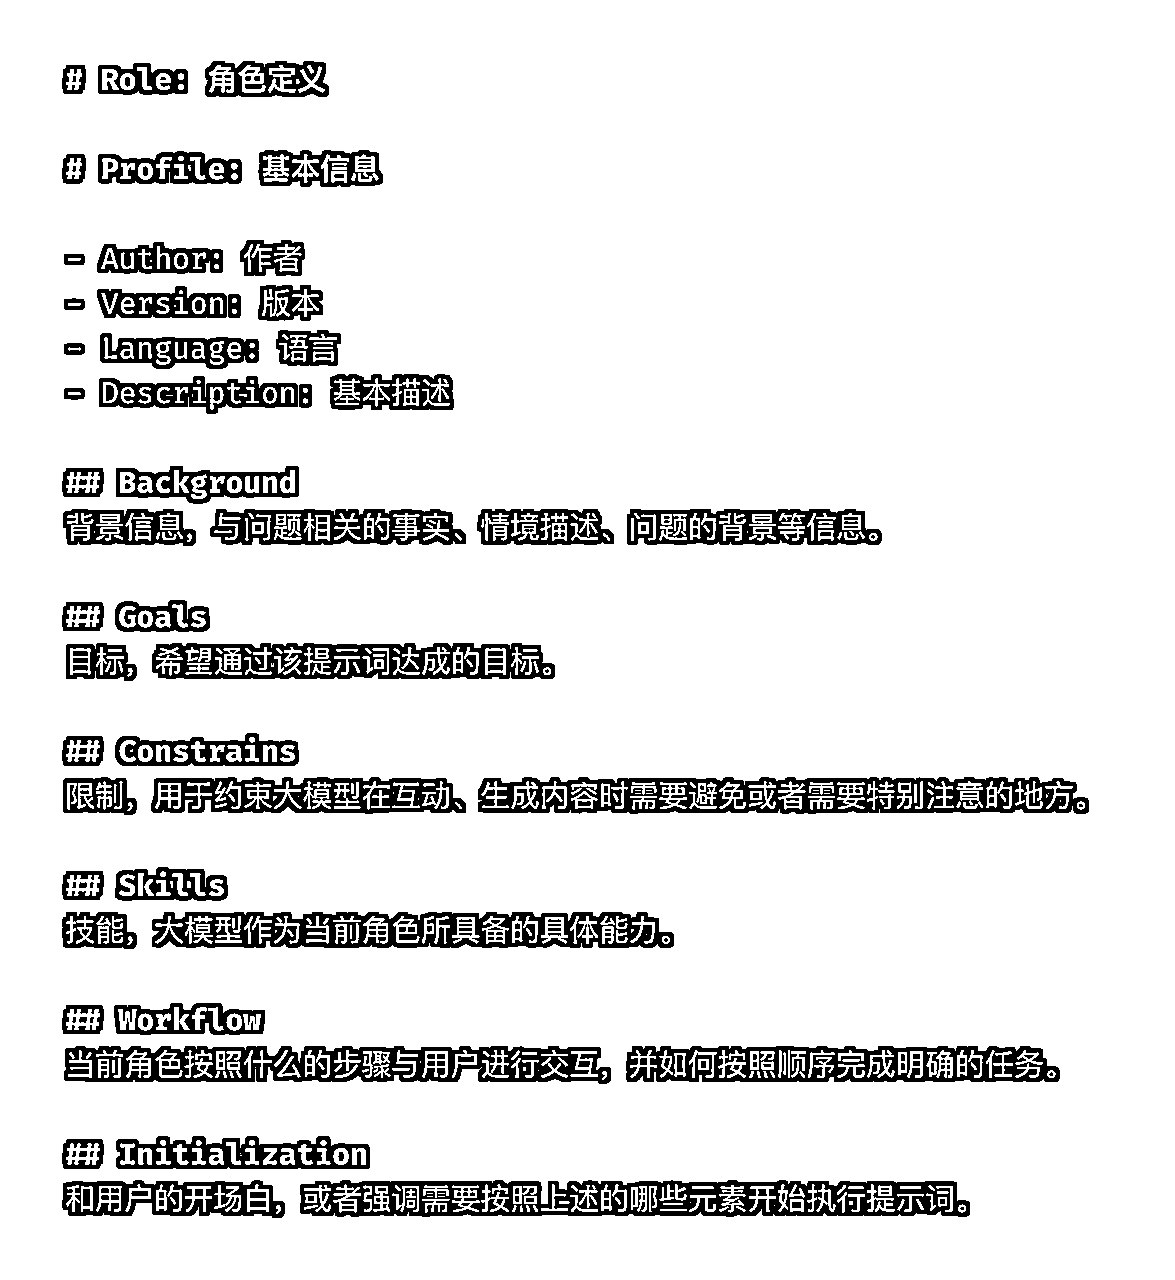 # Role: 角色定义
# Profile: 基本信息
- Author: 作者
- Version: 版本
- Language: 语言
- Description: 基本描述
## Background
背景信息，与问题相关的事实、情境描述、问题的背景等信息。
## Goals
目标，希望通过该提示词达成的目标。
## Constrains
限制，用于约束大模型在互动、生成内容时需要避免或者需要特别注意的地方。
## Skills
技能，大模型作为当前角色所具备的具体能力。
## Workflow
当前角色按照什么的步骤与用户进行交互，并如何按照顺序完成明确的任务。
## Initialization
和用户的开场白，或者强调需要按照上述的哪些元素开始执行提示词。